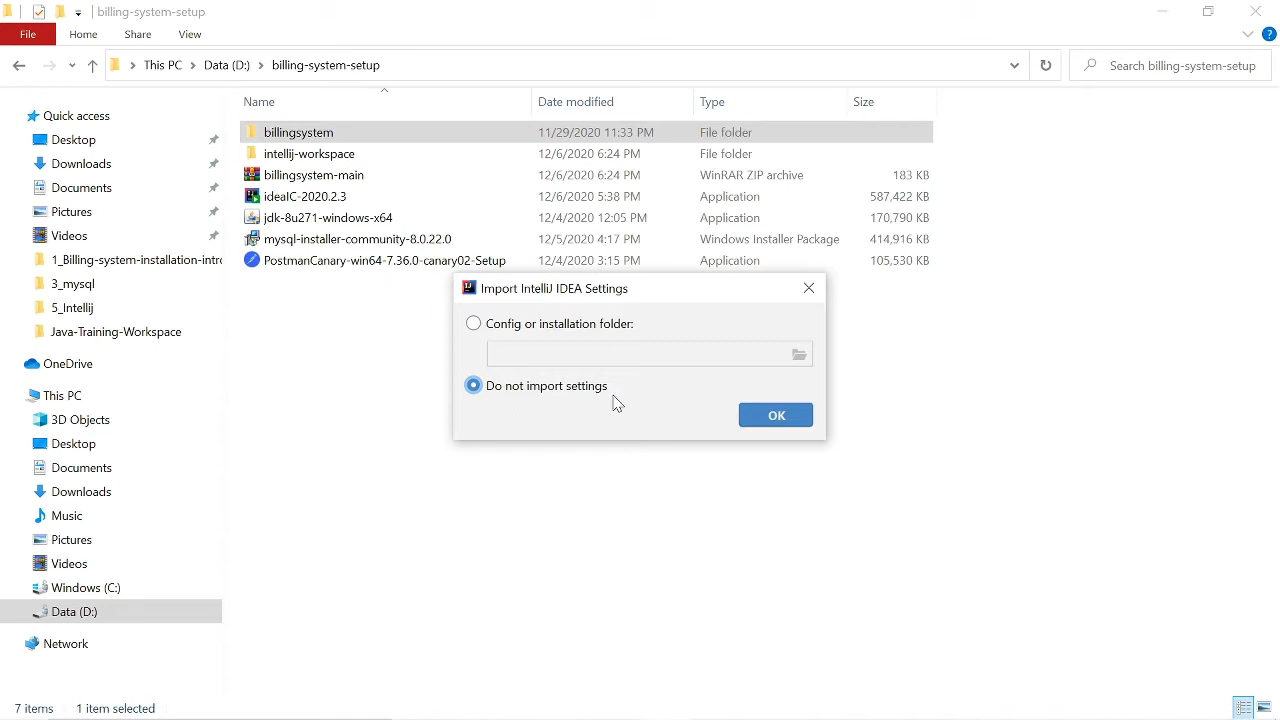 billing-system-setup
File Home Share View
This PC Data (D:) billing-system-setup Search billing-system-setup
Name Date modified Type Size
billingsystem 11/29/2020 11:33 PM File folder
intellij-workspace 12/6/2020 6:24 PM File folder
billingsystem-main 12/6/2020 6:24 PM WinRAR ZIP archive 183 KB
ideaIC-2020.2.3 12/6/2020 5:38 PM Application 587,422 KB
jdk-8u271-windows-x64 12/4/2020 12:05 PM Application 170,790 KB
mysql-installer-community-8.0.22.0 12/5/2020 4:17 PM Windows Installer Package 414,916 KB
PostmanCanary-win64-7.36.0-canary02-Setup 12/4/2020 3:15 PM Application 105,530 KB
Quick access
Desktop
Downloads
Documents
Pictures
Videos
1_Billing-system-installation-intro
3_mysql
5_Intellij
Java-Training-Workspace
OneDrive
This PC
3D Objects
Desktop
Documents
Downloads
Music
Pictures
Videos
Windows (C:)
Data (D:)
Network
Import IntelliJ IDEA Settings
Config or installation folder:
Do not import settings
OK
7 items 1 item selected